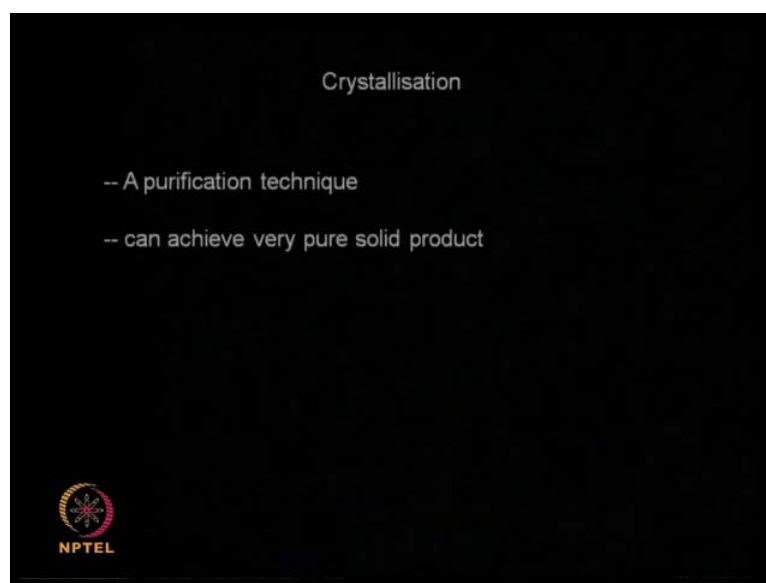 Crystallisation
-- A purification technique
-- can achieve very pure solid product
NPTEL